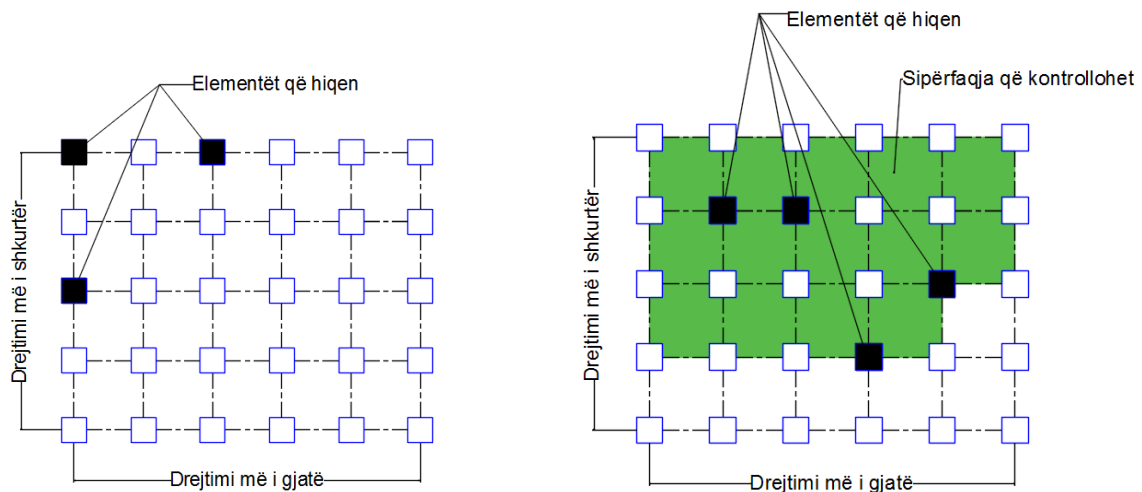 Elementët që hiqen
Drejtimi më i shkurtër
Drejtimi më i gjatë
Elementët që hiqen
Sipërfaqja që kontrollohet
Drejtimi më i shkurtër
Drejtimi më i gjatë